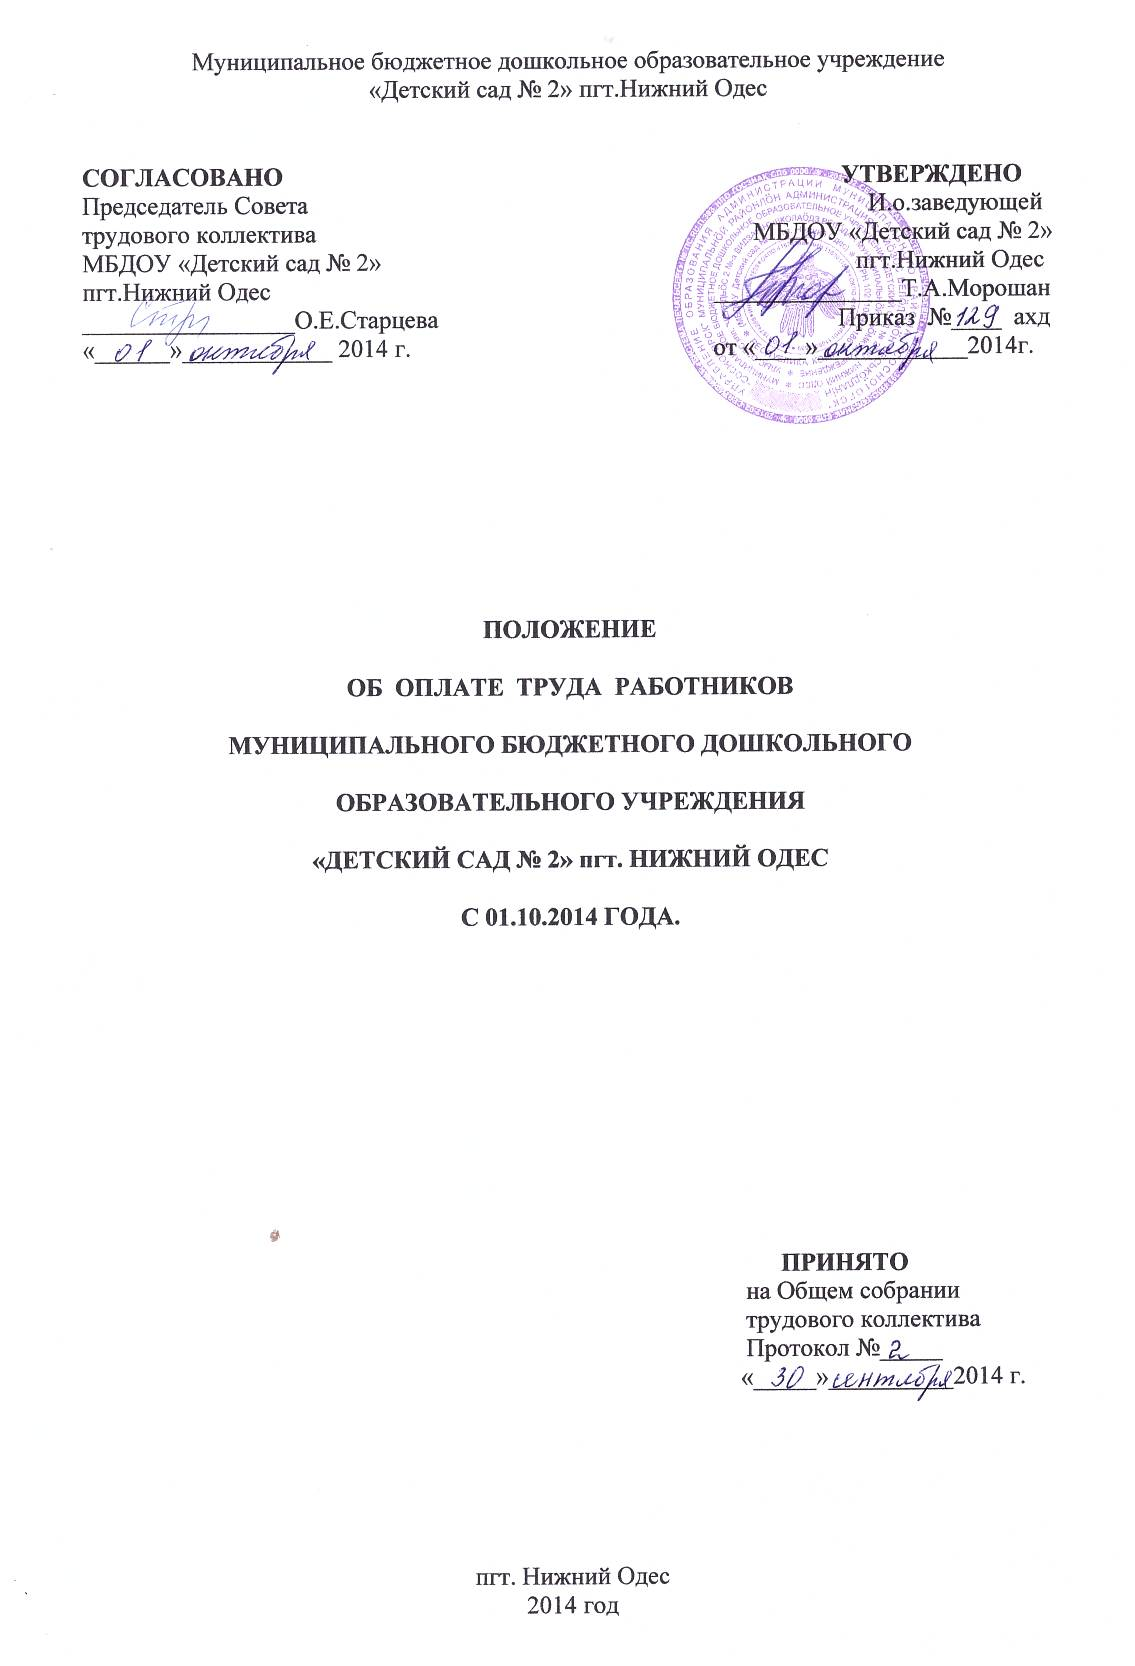 Муниципальное бюджетное дошкольное образовательное учреждение
«Детский сад № 2» пгт.Нижний Одес
СОГЛАСОВАНО
Председатель Совета
трудового коллектива
МБДОУ «Детский сад № 2»
пгт.Нижний Одес
О.Е.Старцева
« 01 » октября 2014 г.
УТВЕРЖДЕНО
И.о.заведующей
МБДОУ «Детский сад № 2»
пгт.Нижний Одес
Т.А.Морошан
Приказ № 129 ахд
от « 01 » октября 2014г.
ПОЛОЖЕНИЕ
ОБ ОПЛАТЕ ТРУДА РАБОТНИКОВ
МУНИЦИПАЛЬНОГО БЮДЖЕТНОГО ДОШКОЛЬНОГО
ОБРАЗОВАТЕЛЬНОГО УЧРЕЖДЕНИЯ
«ДЕТСКИЙ САД № 2» пгт. НИЖНИЙ ОДЕС
С 01.10.2014 ГОДА.
ПРИНЯТО
на Общем собрании
трудового коллектива
Протокол № 2
« 30 » сентября 2014 г.
пгт. Нижний Одес
2014 год